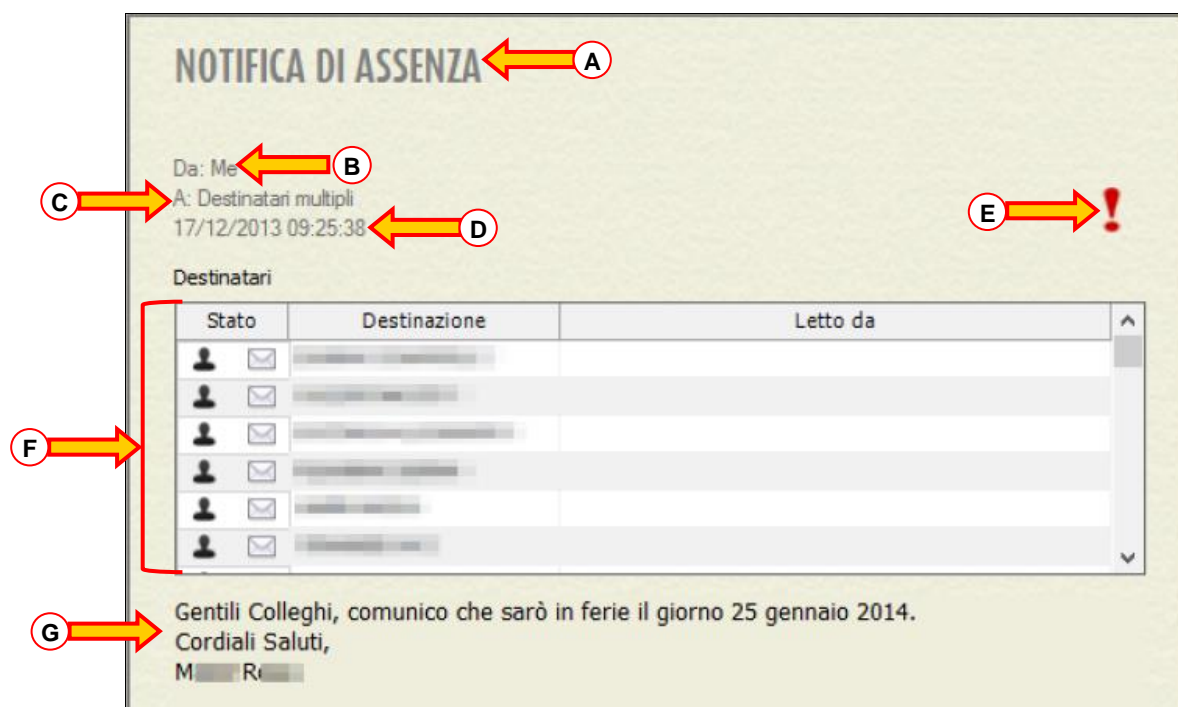 NOTIFICA DI ASSENZA A
Da: Me B
C A: Destinatari multipli
17/12/2013 09:25:38 D E
Destinatari
Stato Destinazione Letto da
F
Gentili Colleghi, comunico che sarò in ferie il giorno 25 gennaio 2014.
G Cordiali Saluti,